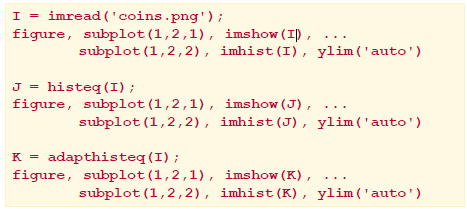 I = imread('coins.png');
figure, subplot(1,2,1), imshow(I), ...
subplot(1,2,2), imhist(I), ylim('auto')
J = histeq(I);
figure, subplot(1,2,1), imshow(J), ...
subplot(1,2,2), imhist(J), ylim('auto')
K = adapthisteq(I);
figure, subplot(1,2,1), imshow(K), ...
subplot(1,2,2), imhist(K), ylim('auto')